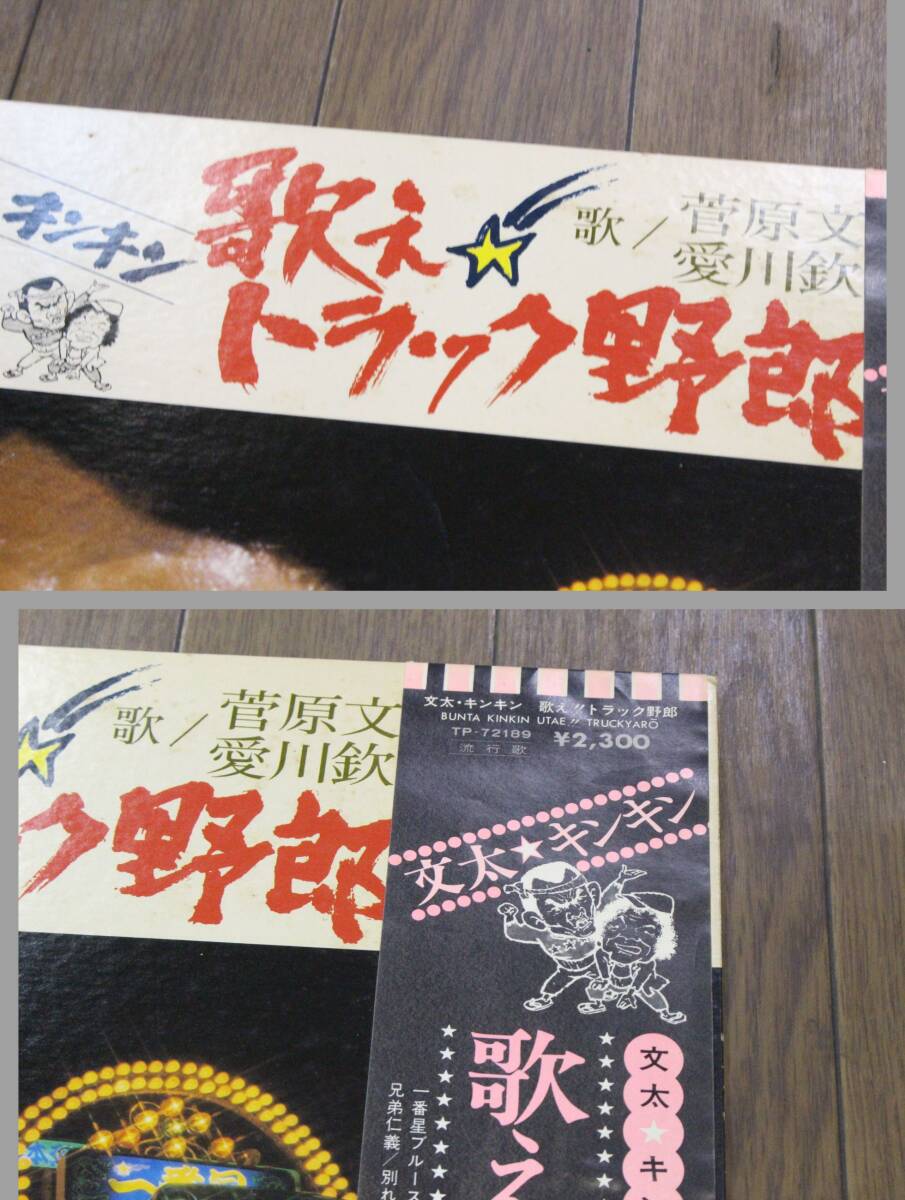 キンキン
歌え
トラック野郎
歌／菅原文
愛川欽
歌／菅原文
愛川欽
野郎
文太・キンキン 歌え〃トラック野郎
BUNTA KINKIN UTAE〃 TRUCKYARŌ
TP-72189 ¥2,300
流行歌
文太★キンキン
歌え
文太★キ
一番星ブルース
兄弟仁義／別れ
一番星